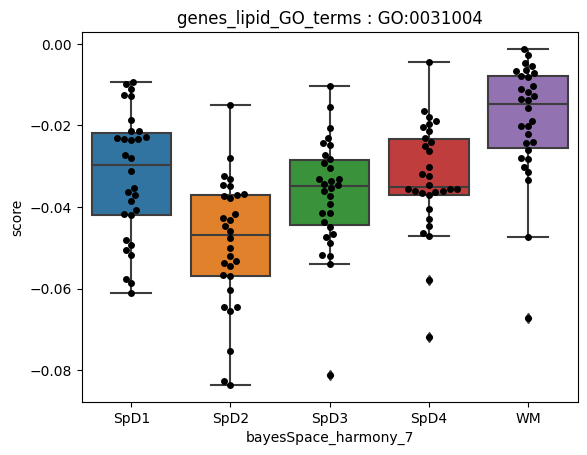 genes_lipid_GO_terms : GO:0031004
0.00
−0.02
−0.04
−0.06
−0.08
score
SpD1 SpD2 SpD3 SpD4 WM
bayesSpace_harmony_7